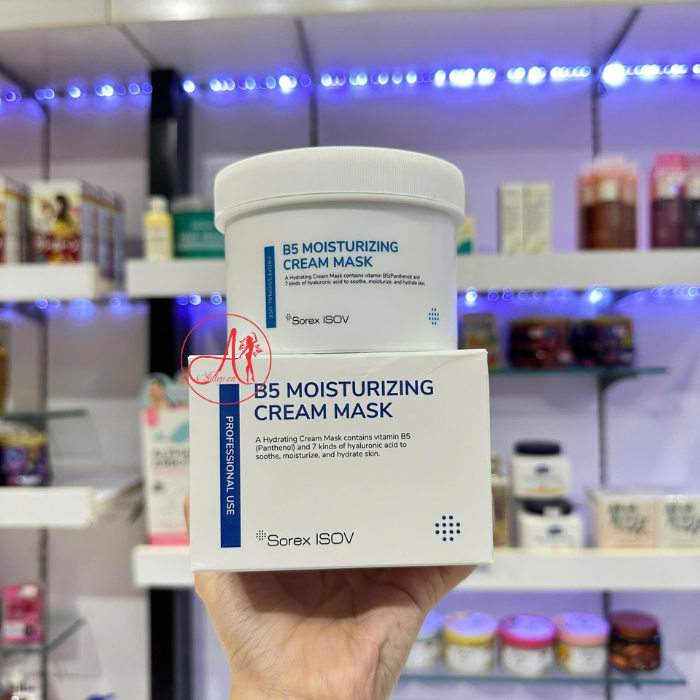 B5 MOISTURIZING
CREAM MASK
A Hydrating Cream Mask contains vitamin B5(Panthenol) and
7 kinds of hyaluronic acid to soothe, moisturize, and hydrate skin.
PROFESSIONAL USE
Sorex ISOV
B5 MOISTURIZING
CREAM MASK
A Hydrating Cream Mask contains vitamin B5
(Panthenol) and 7 kinds of hyaluronic acid to
soothe, moisturize, and hydrate skin.
PROFESSIONAL USE
Sorex ISOV